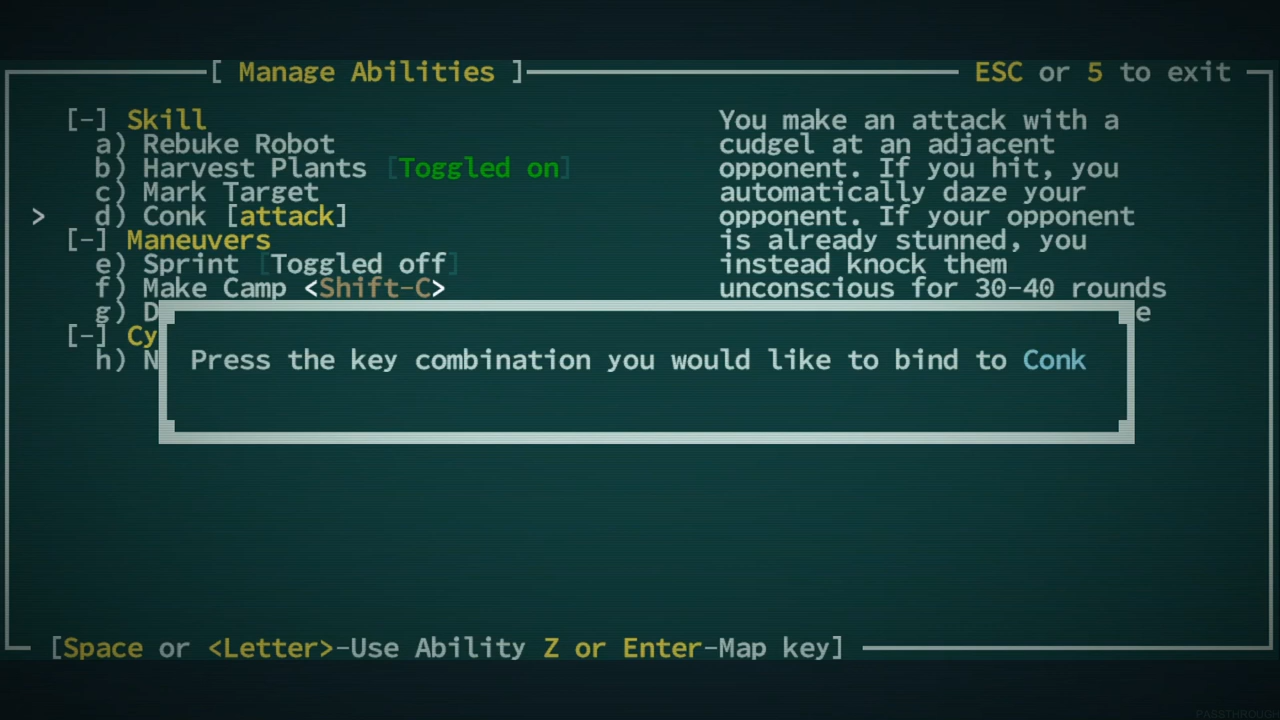 [ Manage Abilities ] ESC or 5 to exit
[-] Skill
a) Rebuke Robot
b) Harvest Plants [Toggled on]
c) Mark Target
> d) Conk [attack]
[-] Maneuvers
e) Sprint [Toggled off]
f) Make Camp <Shift-C>
g) D
[-] Cy
h) N
You make an attack with a
cudgel at an adjacent
opponent. If you hit, you
automatically daze your
opponent. If your opponent
is already stunned, you
instead knock them
unconscious for 30-40 rounds
e
Press the key combination you would like to bind to Conk
[Space or <Letter>-Use Ability Z or Enter-Map key]